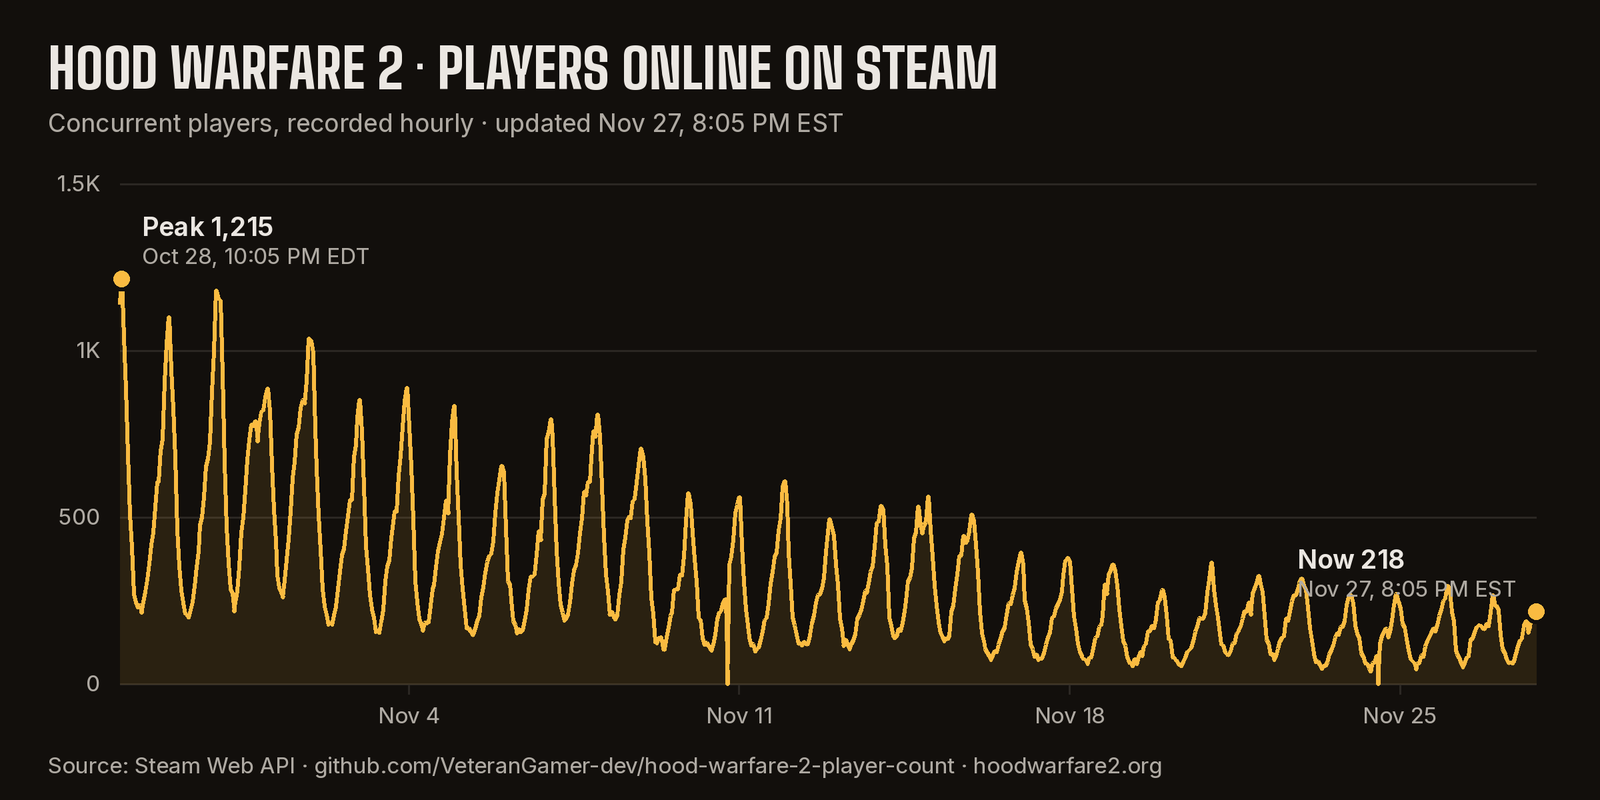 HOOD WARFARE 2 · PLAYERS ONLINE ON STEAM
Concurrent players, recorded hourly · updated Nov 27, 8:05 PM EST
1.5K
Peak 1,215
Oct 28, 10:05 PM EDT
1K
500
Now 218
Nov 27, 8:05 PM EST
0
Nov 4
Nov 11
Nov 18
Nov 25
Source: Steam Web API · github.com/VeteranGamer-dev/hood-warfare-2-player-count · hoodwarfare2.org